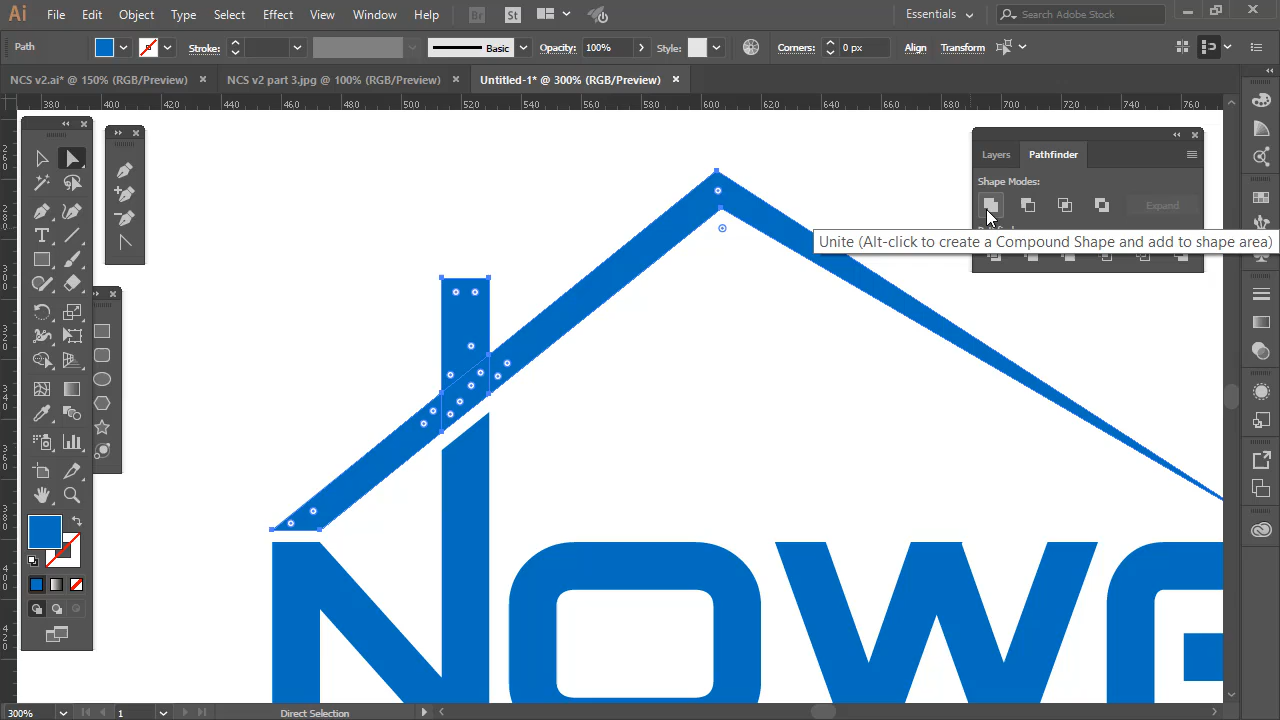 Ai File Edit Object Type Select Effect View Window Help Br St Essentials Search Adobe Stock
Path Stroke: Basic Opacity: 100% Style: Corners: 0 px Align Transform
NCS v2.ai* @ 150% (RGB/Preview) NCS v2 part 3.jpg @ 100% (RGB/Preview) Untitled-1* @ 300% (RGB/Preview)
380 400 420 440 460 480 500 520 540 560 580 600 620 640 660 680 700 720 740 760
Layers Pathfinder
Shape Modes:
Expand
Unite (Alt-click to create a Compound Shape and add to shape area)
NOW
300% 1 Direct Selection